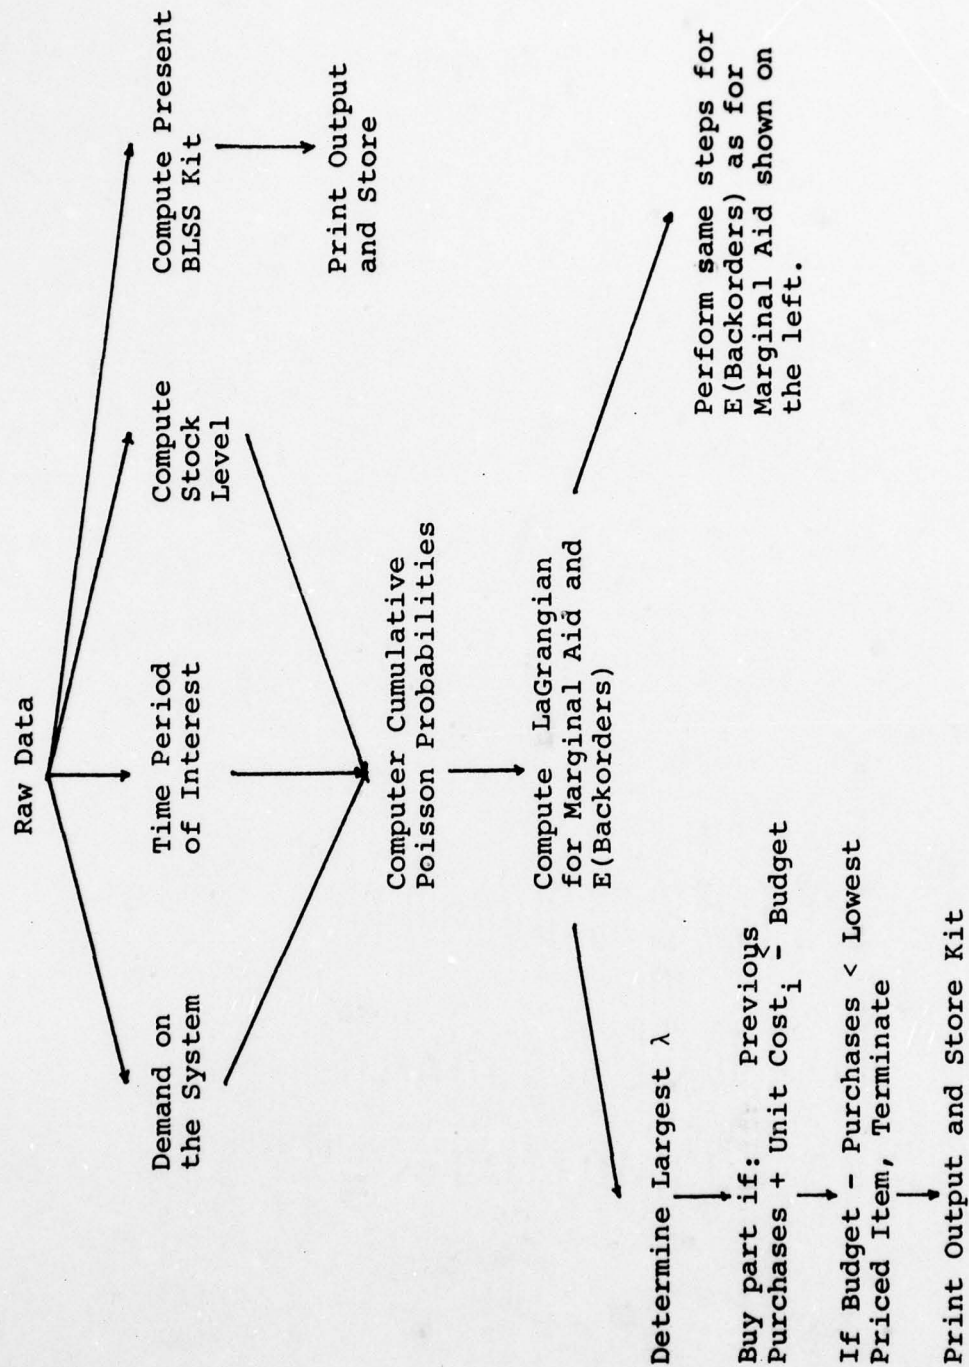 Raw Data
Demand on
the System
Time Period
of Interest
Compute
Stock
Level
Compute Present
BLSS Kit
Print Output
and Store
Computer Cumulative
Poisson Probabilities
Compute LaGrangian
for Marginal Aid and
E(Backorders)
Determine Largest λ
Buy part if: Previous
Purchases + Unit Costᵢ ≤ Budget
If Budget - Purchases < Lowest
Priced Item, Terminate
Print Output and Store Kit
Perform same steps for
E(Backorders) as for
Marginal Aid shown on
the left.